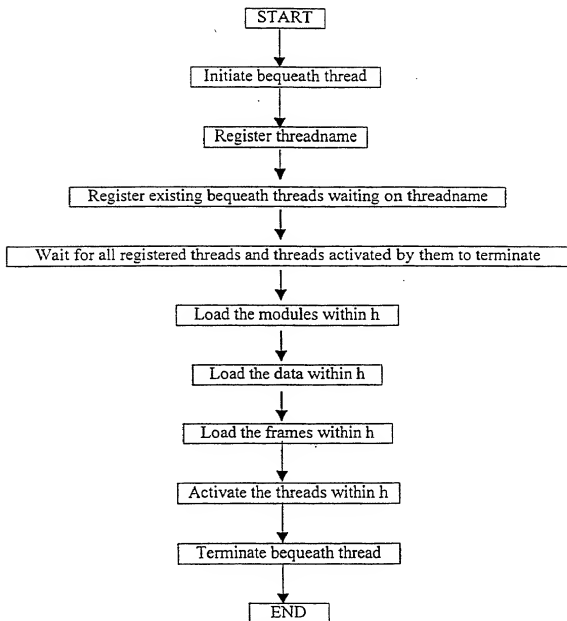 START
Initiate bequeath thread
Register threadname
Register existing bequeath threads waiting on threadname
Wait for all registered threads and threads activated by them to terminate
Load the modules within h
Load the data within h
Load the frames within h
Activate the threads within h
Terminate bequeath thread
END